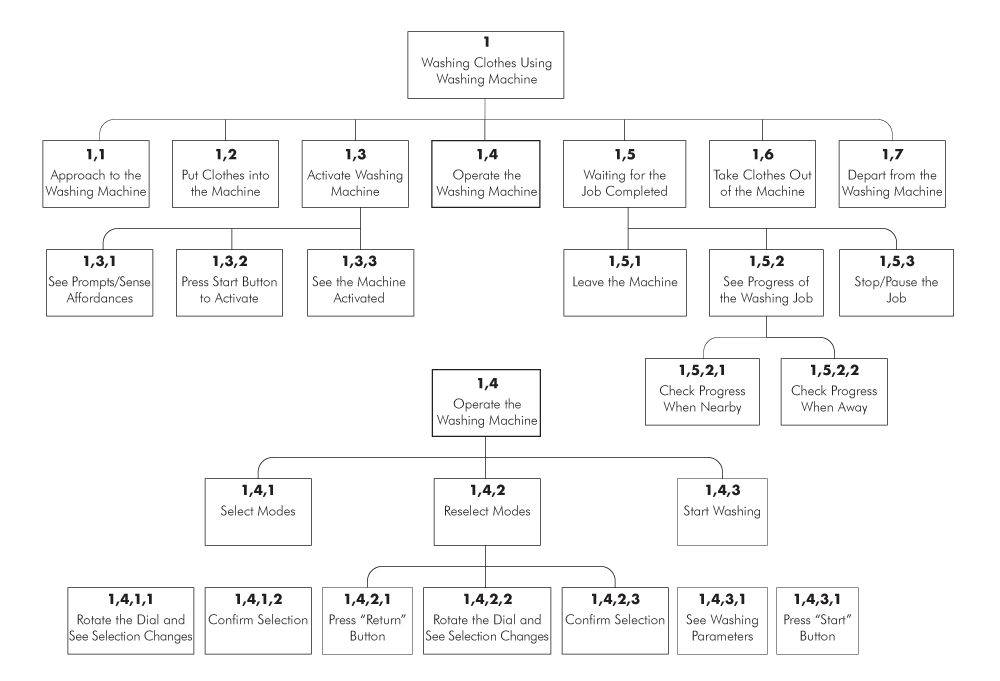 1
Washing Clothes Using
Washing Machine
1,1
Approach to the
Washing Machine
1,2
Put Clothes into
the Machine
1,3
Activate Washing
Machine
1,4
Operate the
Washing Machine
1,5
Waiting for the
Job Completed
1,6
Take Clothes Out
of the Machine
1,7
Depart from the
Washing Machine
1,3,1
See Prompts/Sense
Affordances
1,3,2
Press Start Button
to Activate
1,3,3
See the Machine
Activated
1,5,1
Leave the Machine
1,5,2
See Progress of
the Washing Job
1,5,3
Stop/Pause the
Job
1,5,2,1
Check Progress
When Nearby
1,5,2,2
Check Progress
When Away
1,4
Operate the
Washing Machine
1,4,1
Select Modes
1,4,2
Reselect Modes
1,4,3
Start Washing
1,4,1,1
Rotate the Dial and
See Selection Changes
1,4,1,2
Confirm Selection
1,4,2,1
Press “Return”
Button
1,4,2,2
Rotate the Dial and
See Selection Changes
1,4,2,3
Confirm Selection
1,4,3,1
See Washing
Parameters
1,4,3,1
Press “Start”
Button